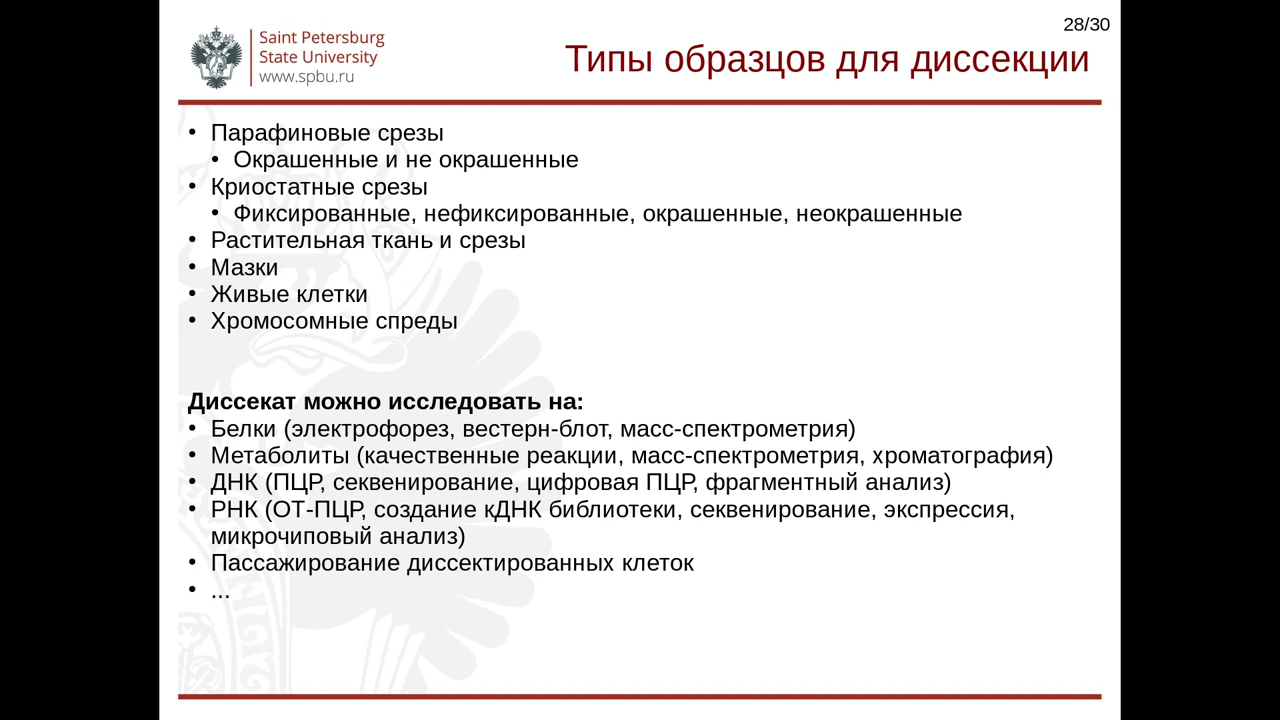 28/30
Saint Petersburg
State University
www.spbu.ru
Типы образцов для диссекции
• Парафиновые срезы
• Окрашенные и не окрашенные
• Криостатные срезы
• Фиксированные, нефиксированные, окрашенные, неокрашенные
• Растительная ткань и срезы
• Мазки
• Живые клетки
• Хромосомные спреды
Диссекат можно исследовать на:
• Белки (электрофорез, вестерн-блот, масс-спектрометрия)
• Метаболиты (качественные реакции, масс-спектрометрия, хроматография)
• ДНК (ПЦР, секвенирование, цифровая ПЦР, фрагментный анализ)
• РНК (ОТ-ПЦР, создание кДНК библиотеки, секвенирование, экспрессия,
микрочиповый анализ)
• Пассажирование диссектированных клеток
• ...